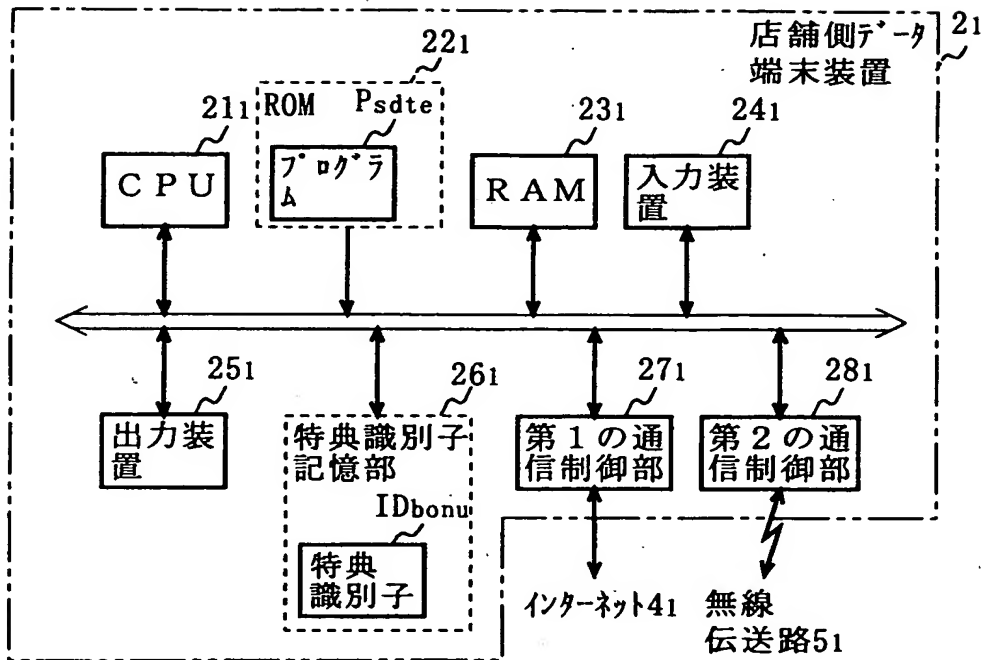 店舗側データ
端末装置
21
221
ROM Psdte
プログラ
ム
211
CPU
231
RAM
241
入力装
置
251
出力装
置
261
特典識別子
記憶部
IDbonu
特典
識別子
271
第1の通
信制御部
281
第2の通
信制御部
インターネット41
無線
伝送路51